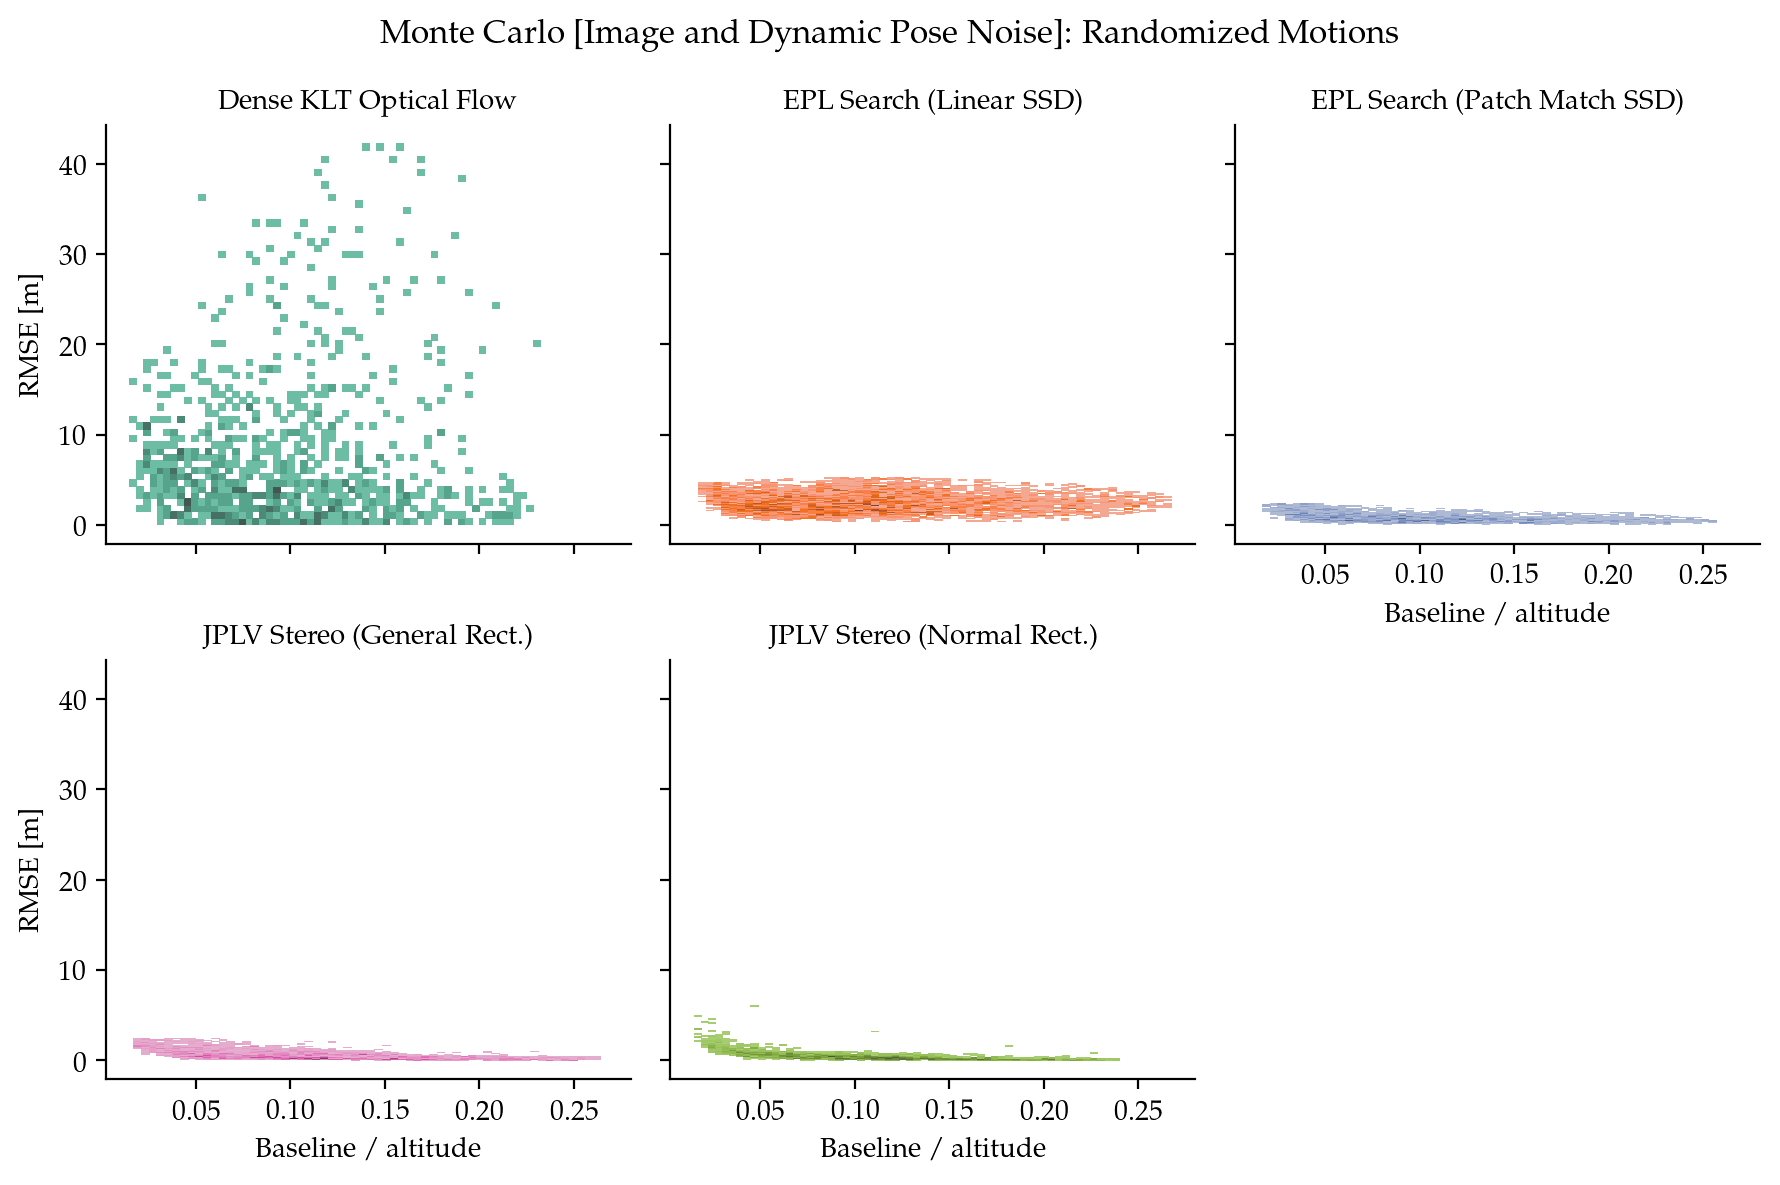 Monte Carlo [Image and Dynamic Pose Noise]: Randomized Motions
Dense KLT Optical Flow
EPL Search (Linear SSD)
EPL Search (Patch Match SSD)
RMSE [m]
40
30
20
10
0
0.05 0.10 0.15 0.20 0.25
Baseline / altitude
JPLV Stereo (General Rect.)
JPLV Stereo (Normal Rect.)
RMSE [m]
40
30
20
10
0
0.05 0.10 0.15 0.20 0.25
Baseline / altitude
0.05 0.10 0.15 0.20 0.25
Baseline / altitude